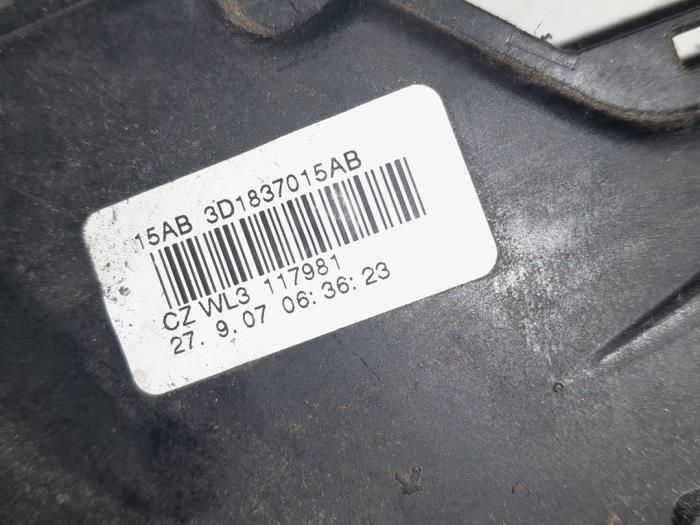 15AB 3D1837015AB
CZ WL3 117981
27. 9. 07 06: 36: 23